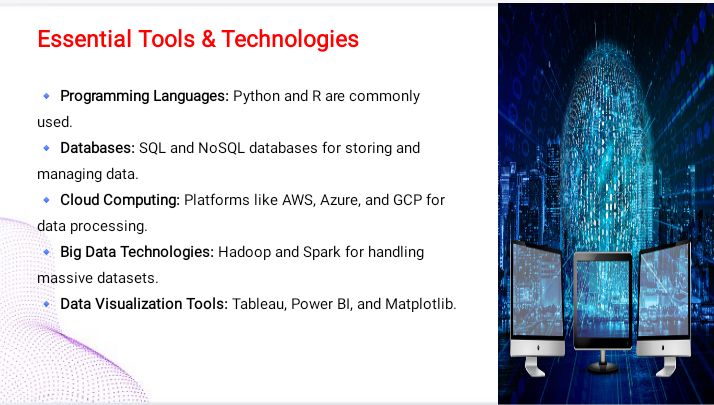 Essential Tools & Technologies
🔹 Programming Languages: Python and R are commonly
used.
🔹 Databases: SQL and NoSQL databases for storing and
managing data.
🔹 Cloud Computing: Platforms like AWS, Azure, and GCP for
data processing.
🔹 Big Data Technologies: Hadoop and Spark for handling
massive datasets.
🔹 Data Visualization Tools: Tableau, Power BI, and Matplotlib.